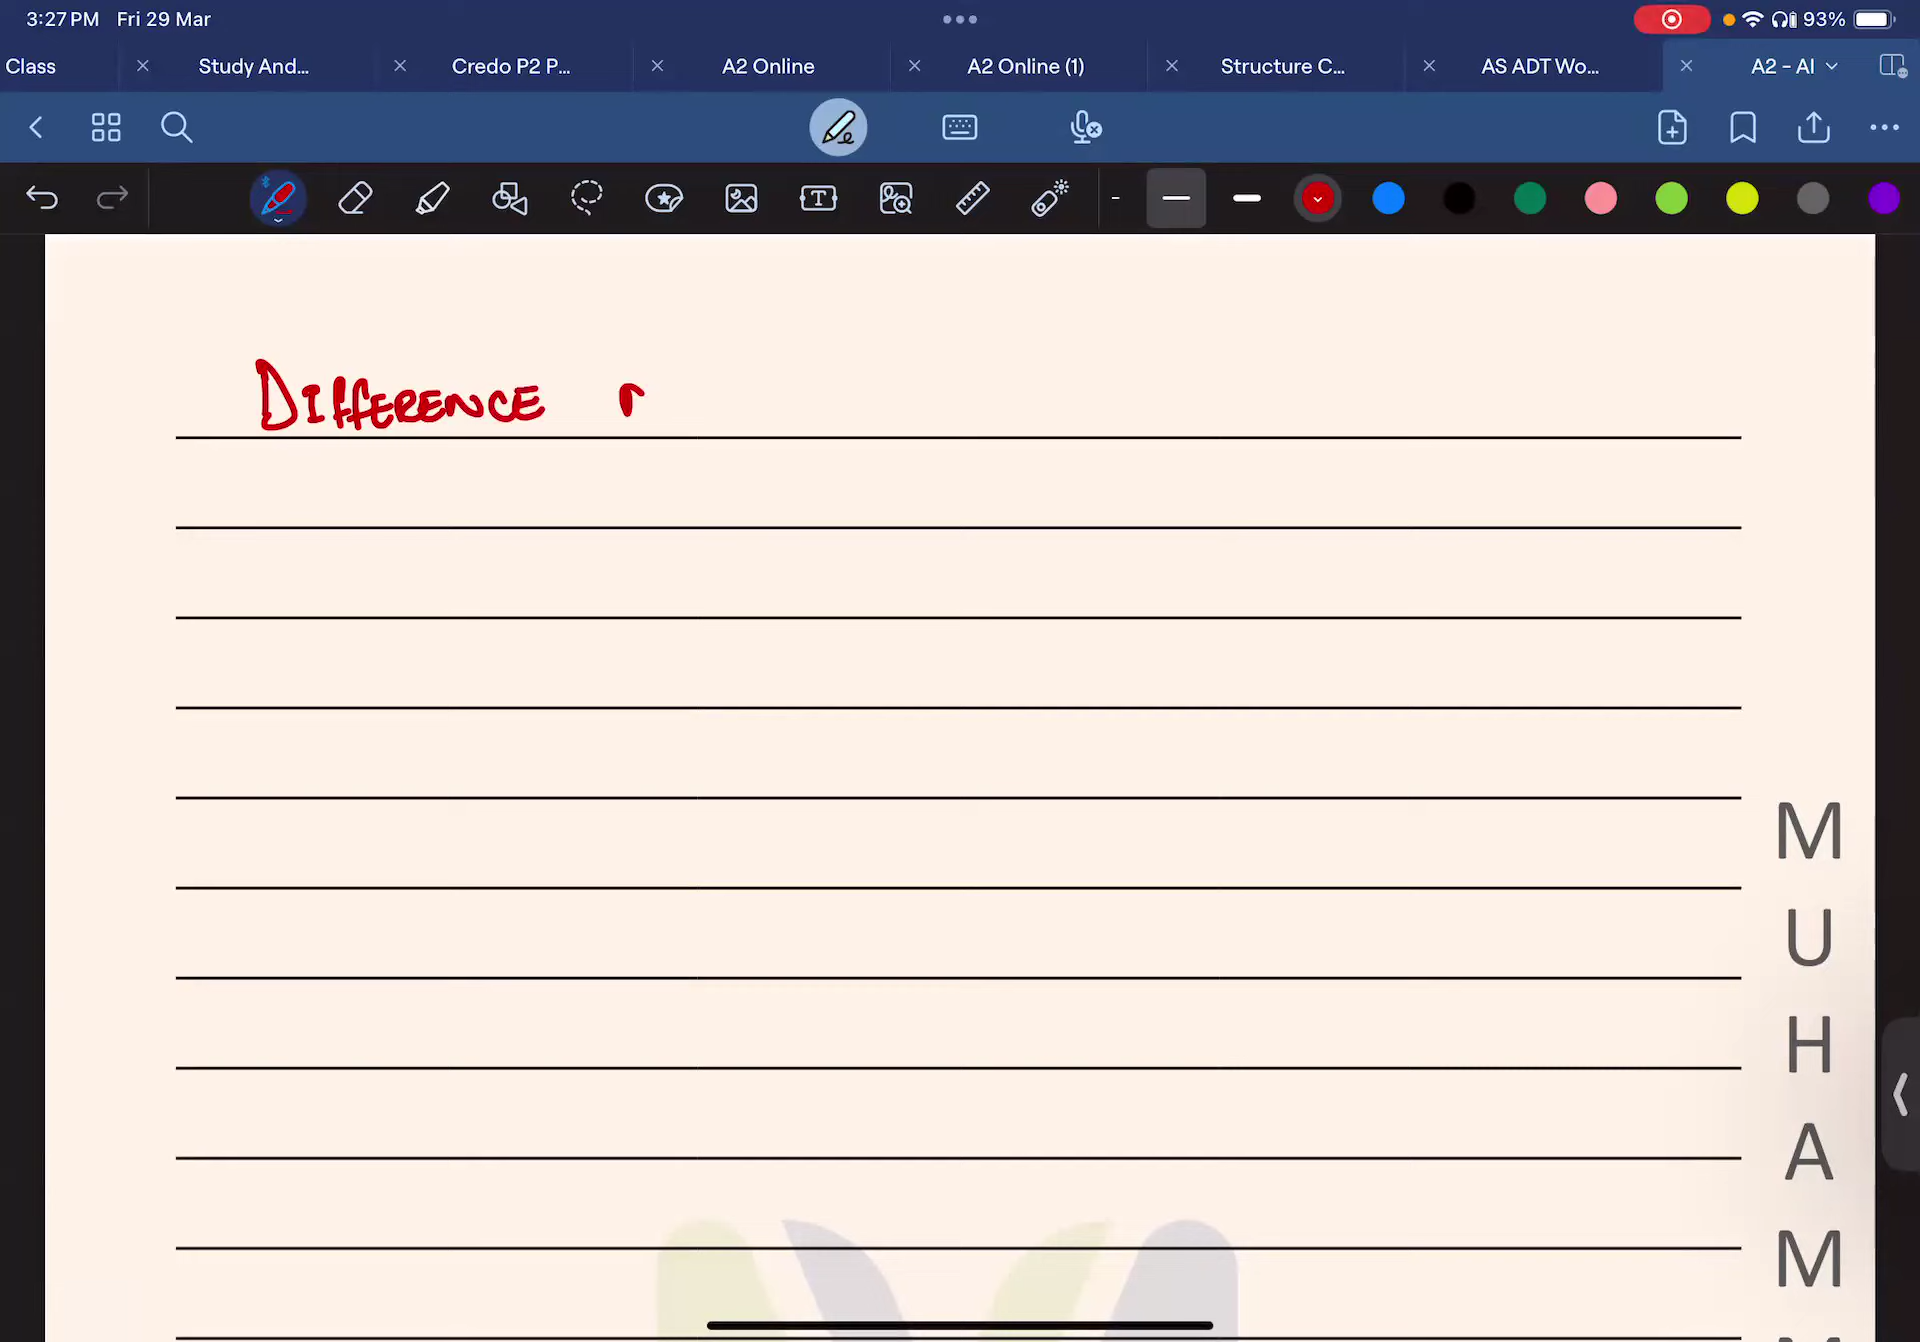 3:27 PM Fri 29 Mar
93%
Class
Study And...
Credo P2 P...
A2 Online
A2 Online (1)
Structure C...
AS ADT Wo...
A2 - AI
DIffERENCE
M
U
H
A
M